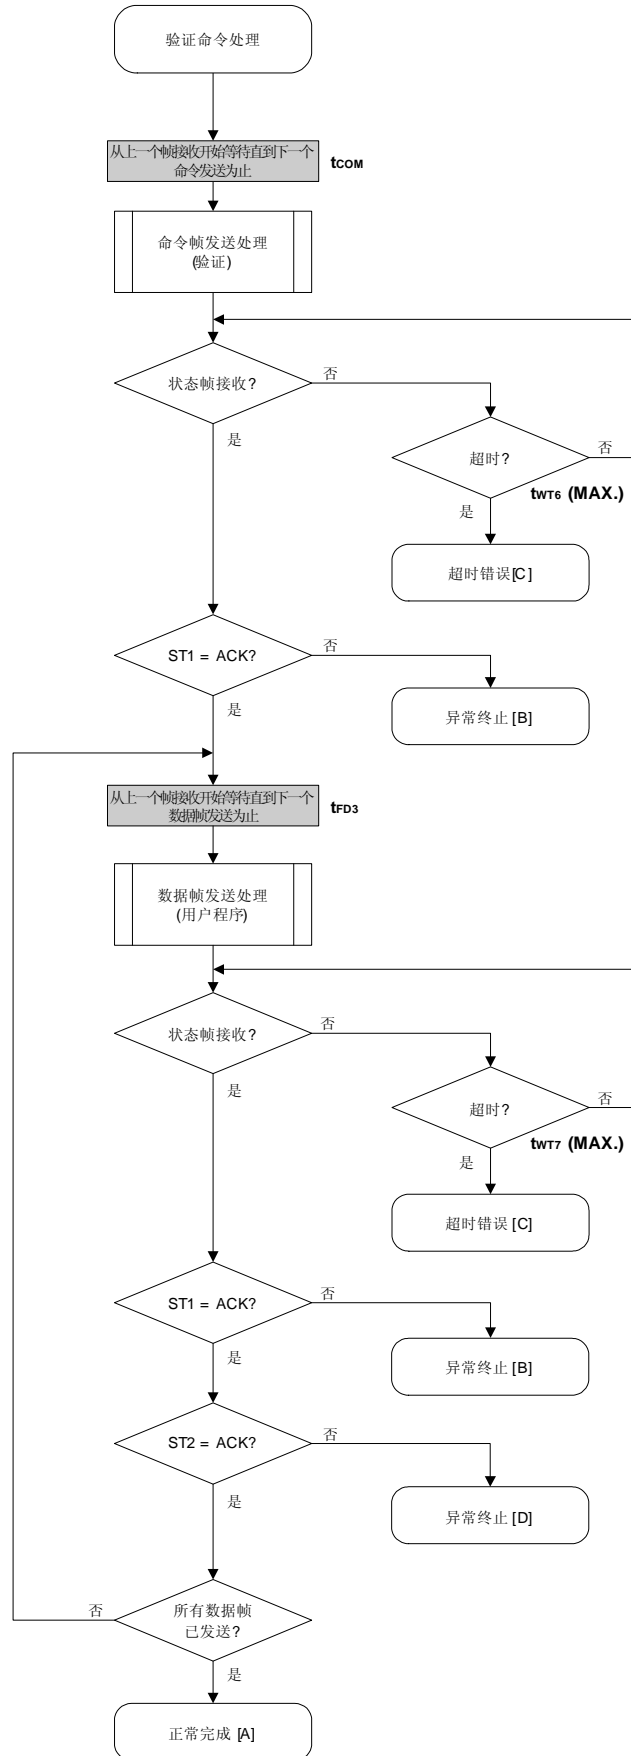 验证命令处理
从上一个帧接收开始等待直到下一个
命令发送为止
tCOM
命令帧发送处理
(验证)
状态帧接收?
否
是
超时?
否
tWT6 (MAX.)
是
超时错误[C]
ST1 = ACK?
否
是
异常终止 [B]
从上一个帧接收开始等待直到下一个
数据帧发送为止
tFD3
数据帧发送处理
(用户程序)
状态帧接收?
否
是
超时?
否
tWT7 (MAX.)
是
超时错误 [C]
ST1 = ACK?
否
是
异常终止 [B]
ST2 = ACK?
否
是
异常终止 [D]
所有数据帧
已发送?
否
是
正常完成 [A]